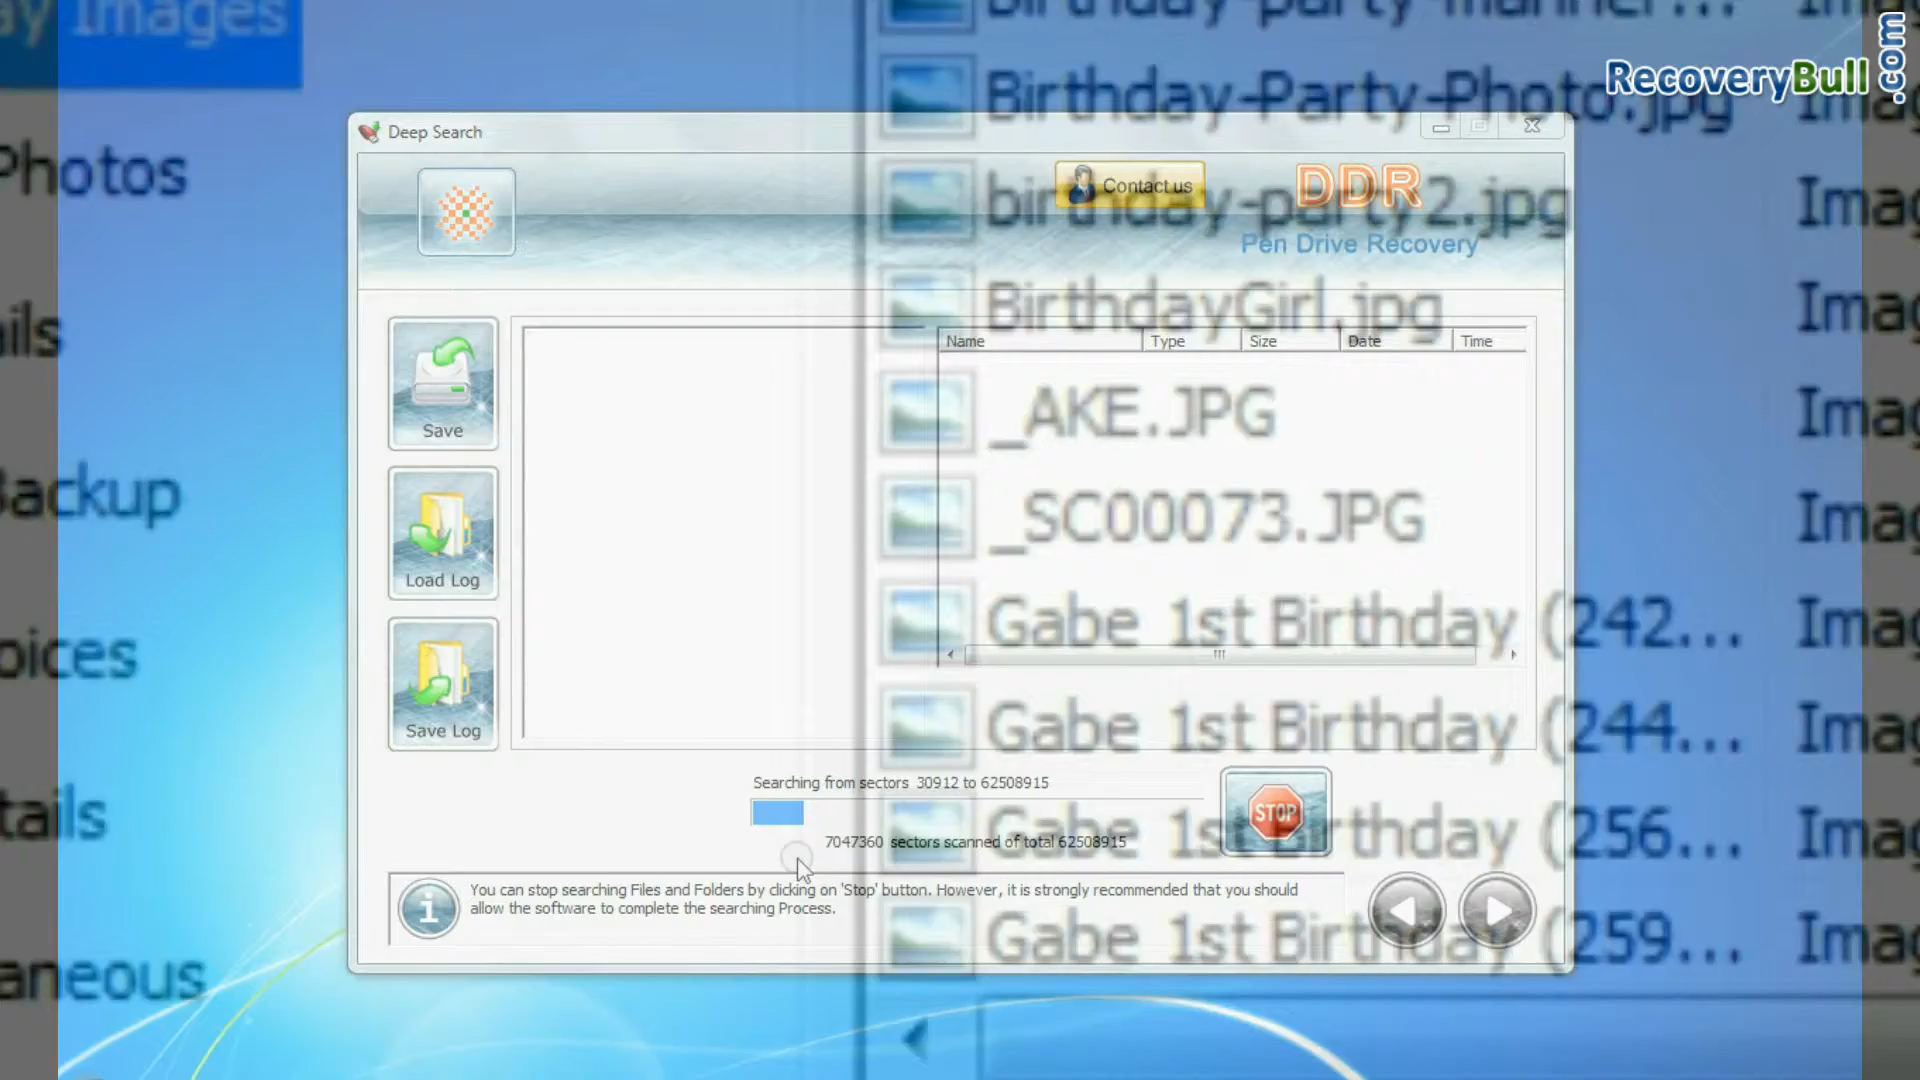 ay Images
Birthday-party-manner...
RecoveryBull.com
Birthday-Party-Photo.jpg
Deep Search
Photos
Contact us
DDR
birthday-party2.jpg
Imag
Pen Drive Recovery
BirthdayGirl.jpg
Imag
ails
Name Type Size Date Time
Save
_AKE.JPG
Imag
Backup
_SC00073.JPG
Imag
Load Log
Gabe 1st Birthday (242...
Imag
oices
Save Log
Gabe 1st Birthday (244...
Imag
Searching from sectors 30912 to 62508915
STOP
tails
7047360 sectors scanned of total 62508915
Gabe 1st Birthday (256...
Imag
You can stop searching Files and Folders by clicking on 'Stop' button. However, it is strongly recommended that you should
allow the software to complete the searching Process.
Gabe 1st Birthday (259...
Imag
aneous